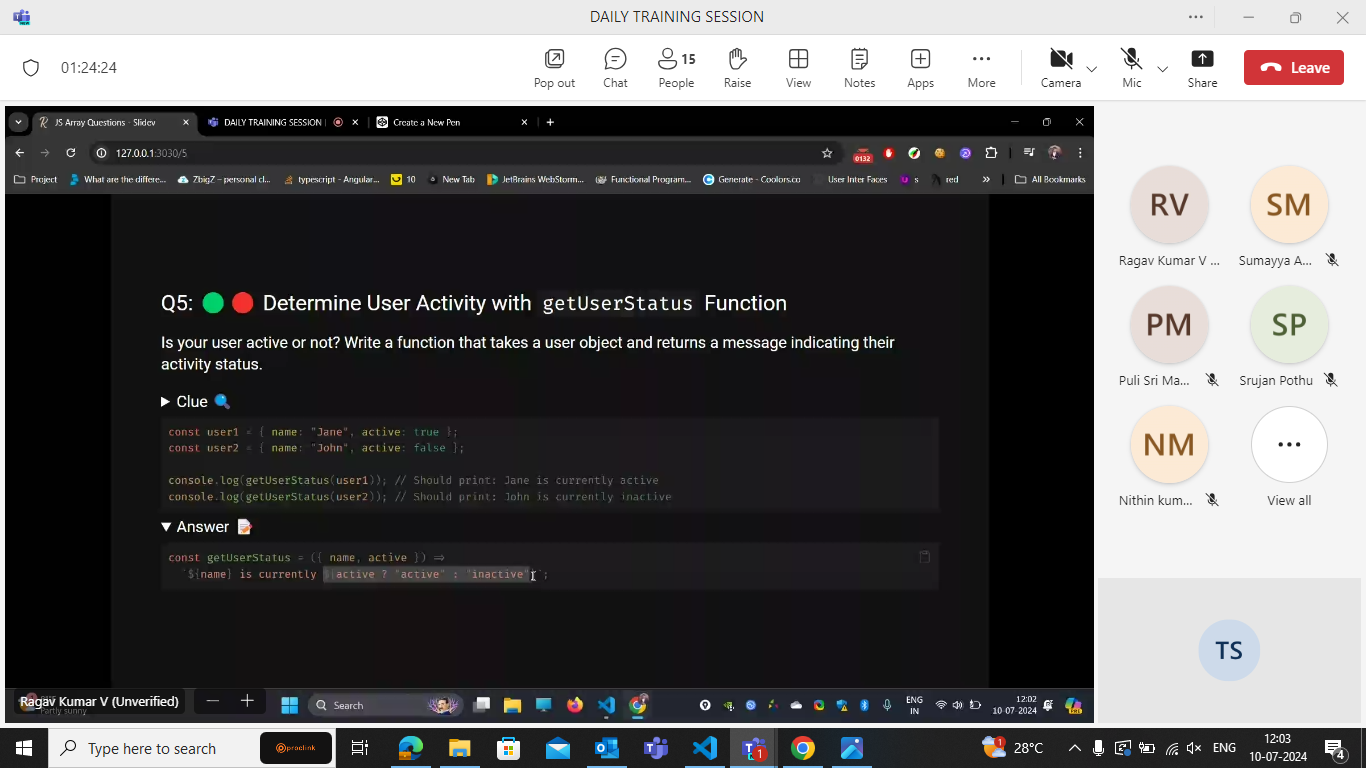 DAILY TRAINING SESSION
01:24:24
Pop out
Chat
15
People
Raise
View
Notes
Apps
More
Camera
Mic
Share
Leave
JS Array Questions - Slidev
DAILY TRAINING SESSION |
Create a New Pen
127.0.0.1:3030/5
0132
Project
What are the differe...
ZbigZ – personal cl...
typescript - Angular...
10
New Tab
JetBrains WebStorm...
Functional Program...
Generate - Coolors.co
User Inter Faces
s
red
»
All Bookmarks
Q5: Determine User Activity with getUserStatus Function
Is your user active or not? Write a function that takes a user object and returns a message indicating their
activity status.
Clue
const user1 = { name: "Jane", active: true };
const user2 = { name: "John", active: false };
console.log(getUserStatus(user1)); // Should print: Jane is currently active
console.log(getUserStatus(user2)); // Should print: John is currently inactive
Answer
const getUserStatus = ({ name, active }) =>
`${name} is currently ${active ? "active" : "inactive"}`;
RV
Ragav Kumar V ...
SM
Sumayya A...
PM
Puli Sri Ma...
SP
Srujan Pothu
NM
Nithin kum...
View all
TS
Ragav Kumar V (Unverified)
Partly sunny
Search
ENG
IN
12:02
10-07-2024
Type here to search
proclink
1
1
28°C
ENG
12:03
10-07-2024
4